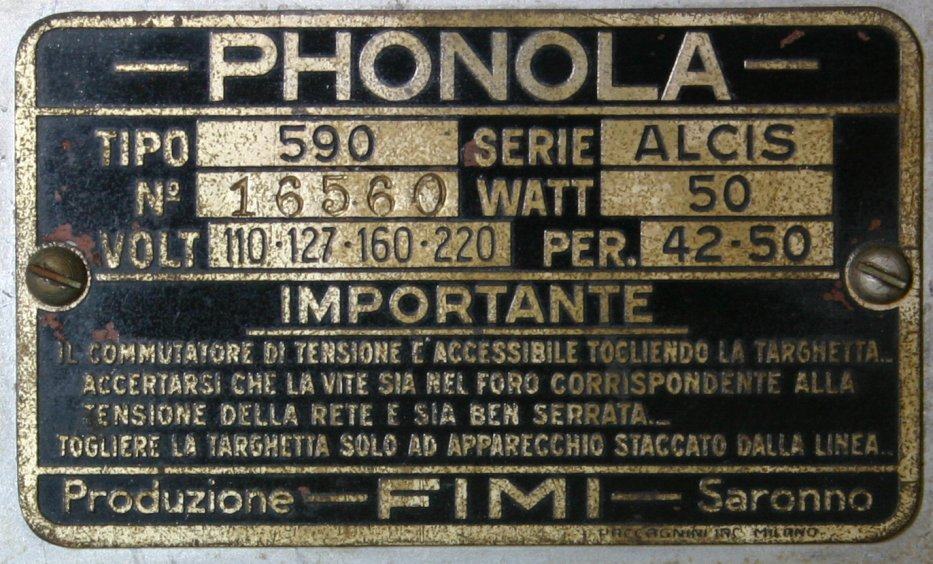 — PHONOLA —
TIPO 590 SERIE ALCIS
Nº 16560 WATT 50
VOLT 110·127·160·220 PER. 42·50
IMPORTANTE
IL COMMUTATORE DI TENSIONE E'ACCESSIBILE TOGLIENDO LA TARGHETTA...
ACCERTARSI CHE LA VITE SIA NEL FORO CORRISPONDENTE ALLA
TENSIONE DELLA RETE E SIA BEN SERRATA...
TOGLIERE LA TARGHETTA SOLO AD APPARECCHIO STACCATO DALLA LINEA...
Produzione — FIMI — Saronno
MILANO